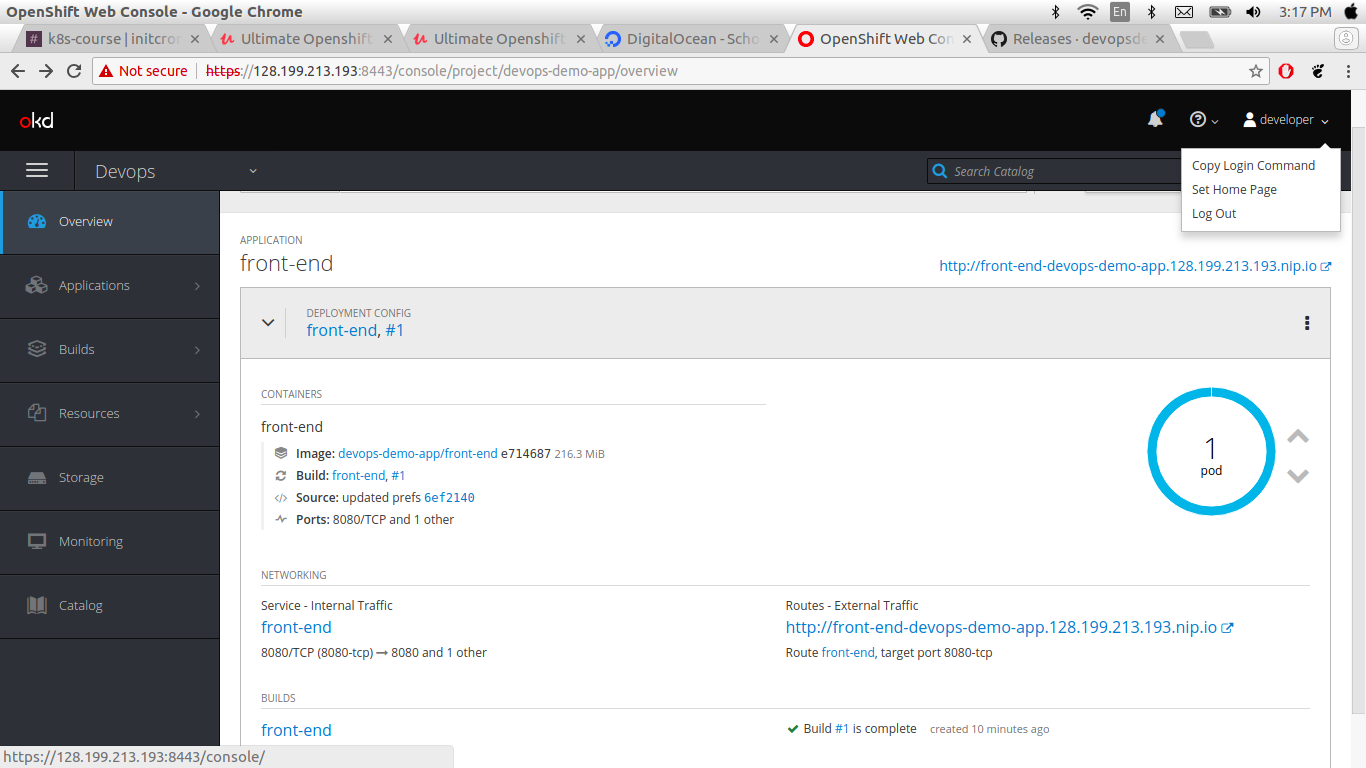 OpenShift Web Console - Google Chrome
En
3:17 PM
k8s-course | initcron
Ultimate Openshift
Ultimate Openshift
DigitalOcean - Scho
OpenShift Web Con
Releases · devopsde
Not secure
https://128.199.213.193:8443/console/project/devops-demo-app/overview
okd
developer
Devops
Search Catalog
Copy Login Command
Set Home Page
Log Out
Overview
Applications
Builds
Resources
Storage
Monitoring
Catalog
APPLICATION
front-end
http://front-end-devops-demo-app.128.199.213.193.nip.io
DEPLOYMENT CONFIG
front-end, #1
CONTAINERS
front-end
Image: devops-demo-app/front-end e714687 216.3 MiB
Build: front-end, #1
Source: updated prefs 6ef2140
Ports: 8080/TCP and 1 other
1
pod
NETWORKING
Service - Internal Traffic
front-end
8080/TCP (8080-tcp) → 8080 and 1 other
Routes - External Traffic
http://front-end-devops-demo-app.128.199.213.193.nip.io
Route front-end, target port 8080-tcp
BUILDS
front-end
Build #1 is complete created 10 minutes ago
https://128.199.213.193:8443/console/